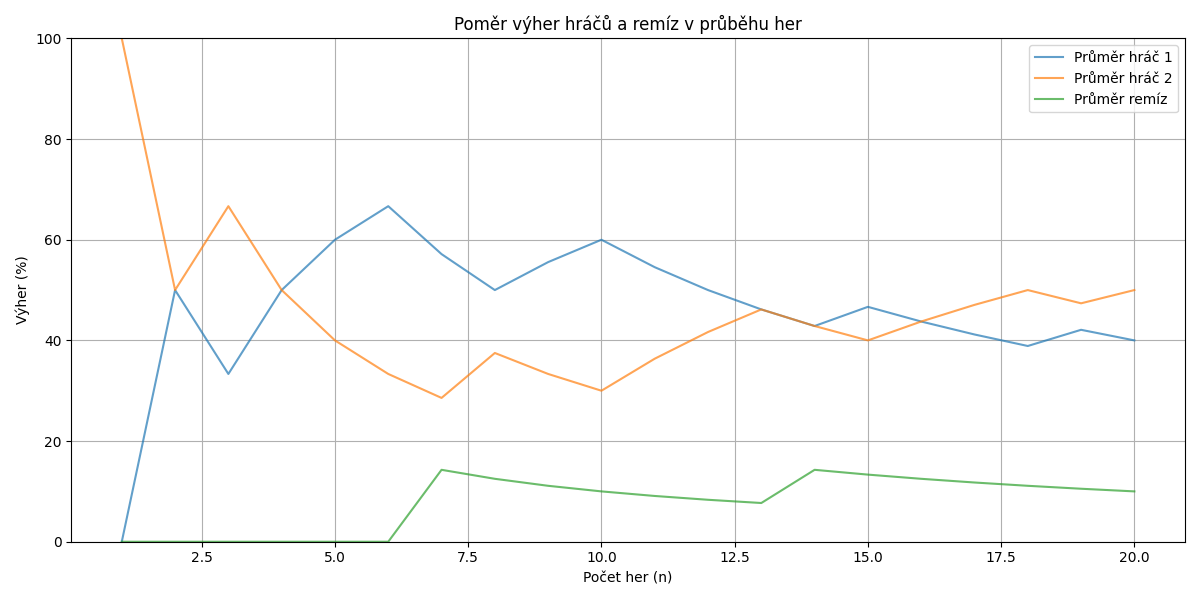 Poměr výher hráčů a remíz v průběhu her
Průměr hráč 1
Průměr hráč 2
Průměr remíz
Výher (%)
100
80
60
40
20
0
2.5 5.0 7.5 10.0 12.5 15.0 17.5 20.0
Počet her (n)